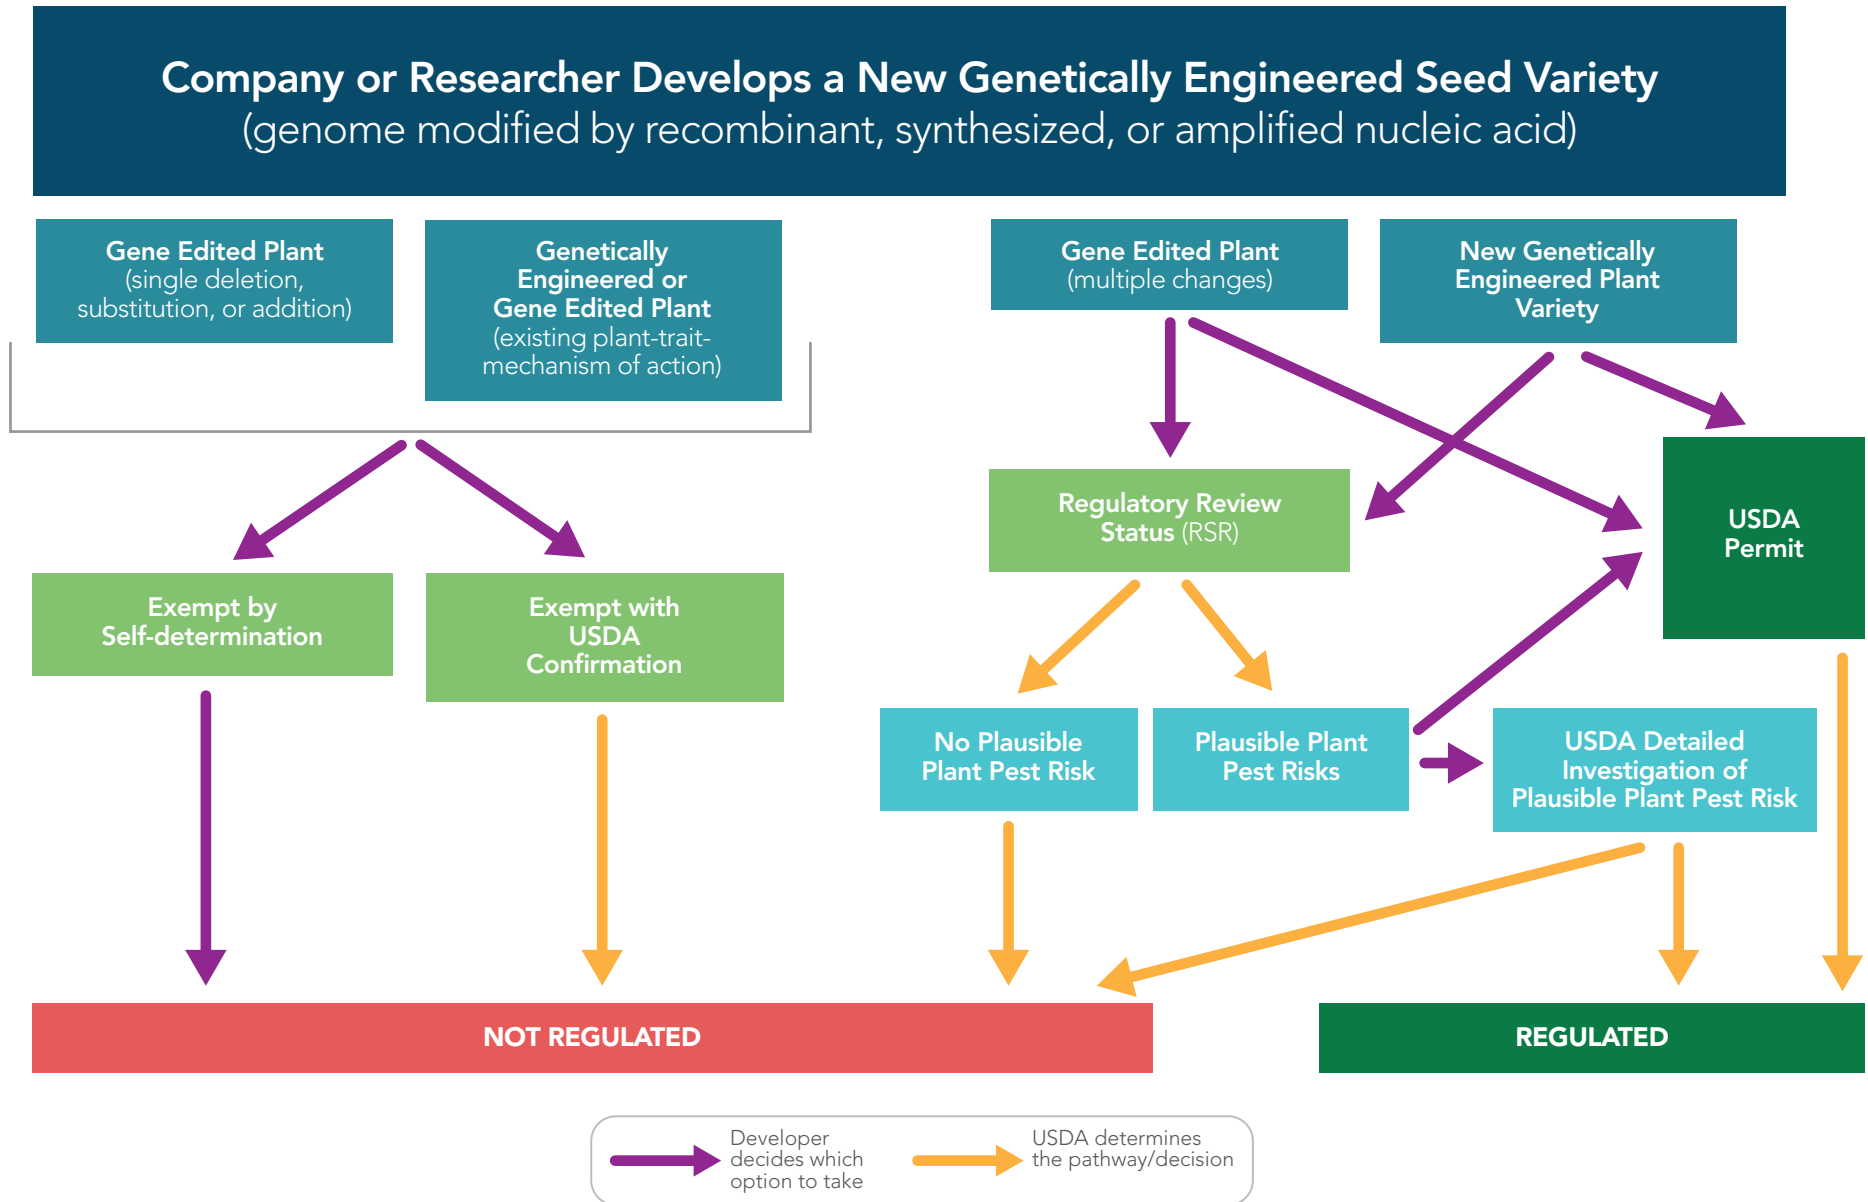 Company or Researcher Develops a New Genetically Engineered Seed Variety
(genome modified by recombinant, synthesized, or amplified nucleic acid)
Gene Edited Plant
(single deletion,
substitution, or addition)
Genetically
Engineered or
Gene Edited Plant
(existing plant-trait-
mechanism of action)
Gene Edited Plant
(multiple changes)
New Genetically
Engineered Plant
Variety
Regulatory Review
Status (RSR)
USDA
Permit
Exempt by
Self-determination
Exempt with
USDA
Confirmation
No Plausible
Plant Pest Risk
Plausible Plant
Pest Risks
USDA Detailed
Investigation of
Plausible Plant Pest Risk
NOT REGULATED
REGULATED
Developer
decides which
option to take
USDA determines
the pathway/decision